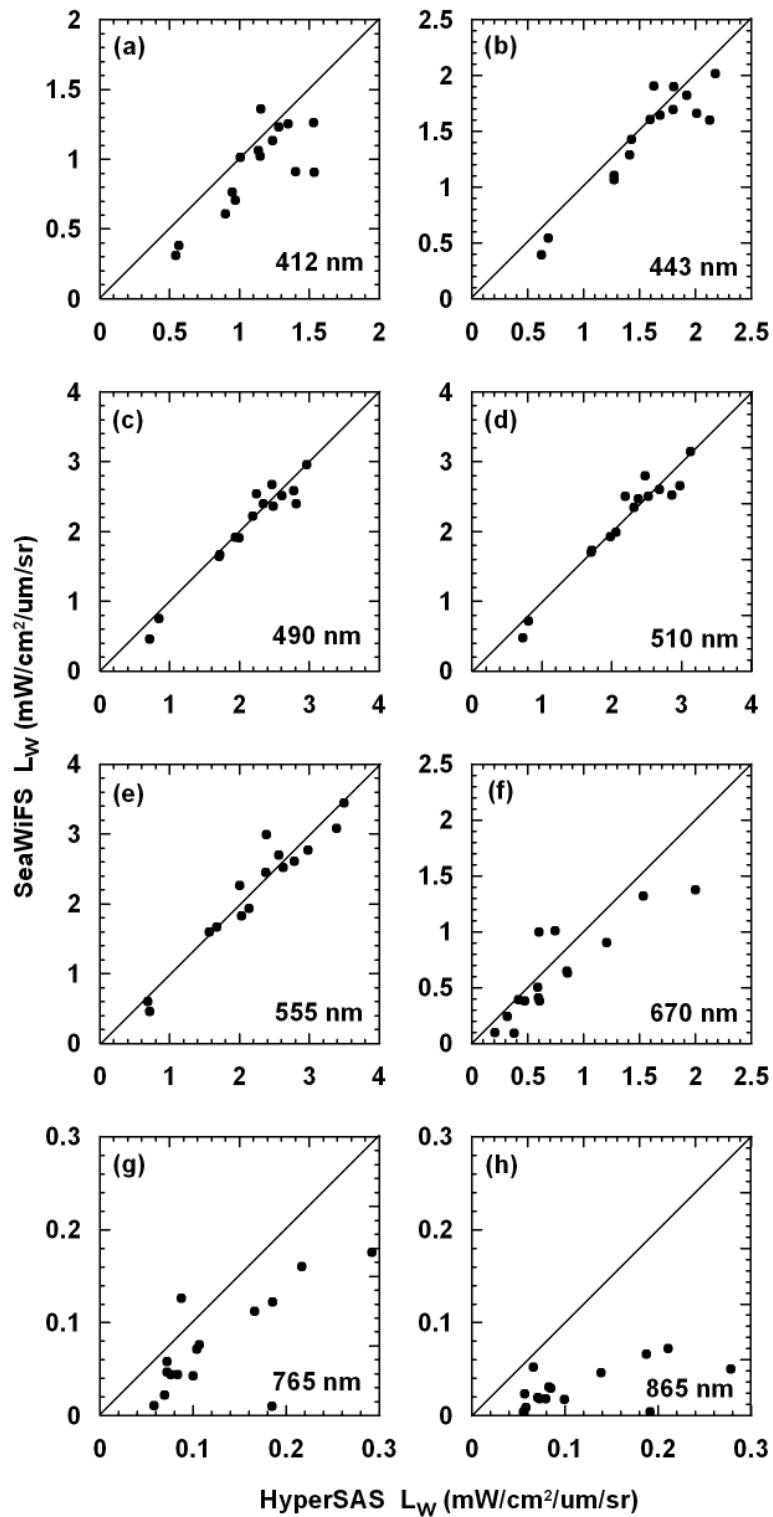 (a)
2
1.5
1
0.5
0
412 nm
0 0.5 1 1.5 2
(b)
2.5
2
1.5
1
0.5
0
443 nm
0 0.5 1 1.5 2 2.5
(c)
4
3
2
1
0
490 nm
0 1 2 3 4
(d)
4
3
2
1
0
510 nm
0 1 2 3 4
SeaWiFS LW (mW/cm²/um/sr)
(e)
4
3
2
1
0
555 nm
0 1 2 3 4
(f)
2.5
2
1.5
1
0.5
0
670 nm
0 0.5 1 1.5 2 2.5
(g)
0.3
0.2
0.1
0
765 nm
0 0.1 0.2 0.3
(h)
0.3
0.2
0.1
0
865 nm
0 0.1 0.2 0.3
HyperSAS LW (mW/cm²/um/sr)